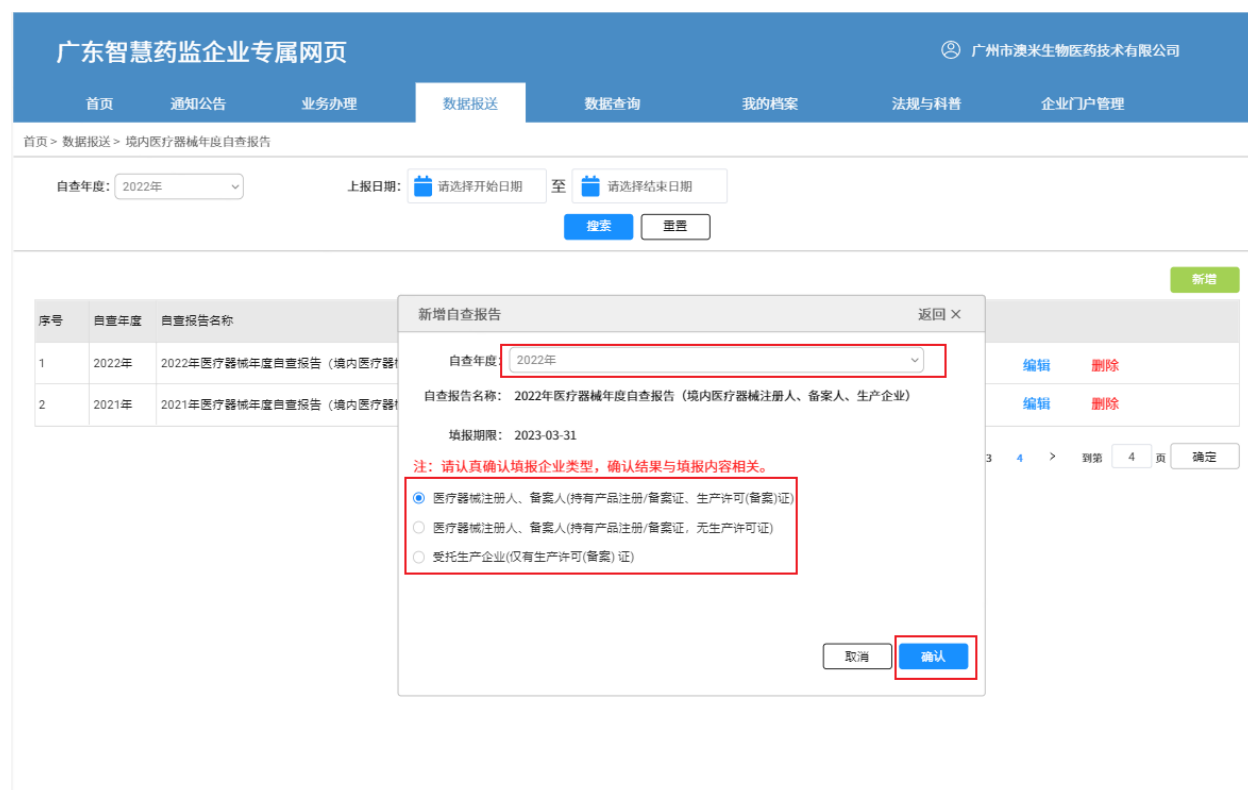 广东智慧药监企业专属网页
广州市澳米生物医药技术有限公司
首页 通知公告 业务办理 数据报送 数据查询 我的档案 法规与科普 企业门户管理
首页 > 数据报送 > 境内医疗器械年度自查报告
自查年度: 2022年 上报日期: 请选择开始日期 至 请选择结束日期
搜索 重置
新增
序号 自查年度 自查报告名称
1 2022年 2022年医疗器械年度自查报告（境内医疗器械 编辑 删除
2 2021年 2021年医疗器械年度自查报告（境内医疗器械 编辑 删除
3 4 > 到第 4 页 确定
新增自查报告 返回 ×
自查年度: 2022年
自查报告名称: 2022年医疗器械年度自查报告（境内医疗器械注册人、备案人、生产企业）
填报期限: 2023-03-31
注：请认真确认填报企业类型，确认结果与填报内容相关。
医疗器械注册人、备案人(持有产品注册/备案证、生产许可(备案)证)
医疗器械注册人、备案人(持有产品注册/备案证，无生产许可证)
受托生产企业(仅有生产许可(备案) 证)
取消 确认